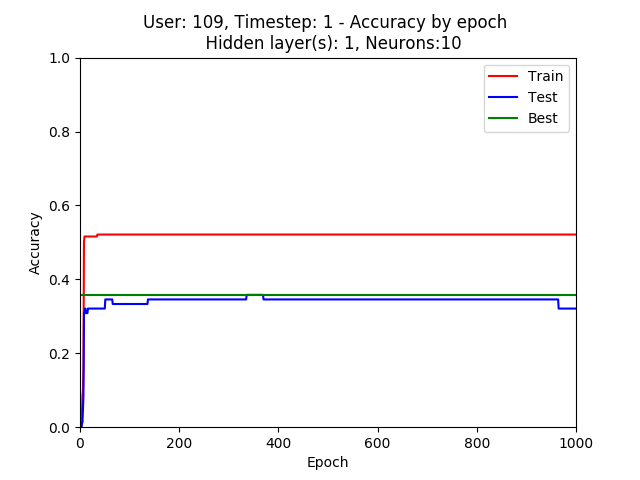 User: 109, Timestep: 1 - Accuracy by epoch
Hidden layer(s): 1, Neurons:10
1.0
0.8
0.6
0.4
0.2
0.0
Accuracy
Train
Test
Best
0 200 400 600 800 1000
Epoch